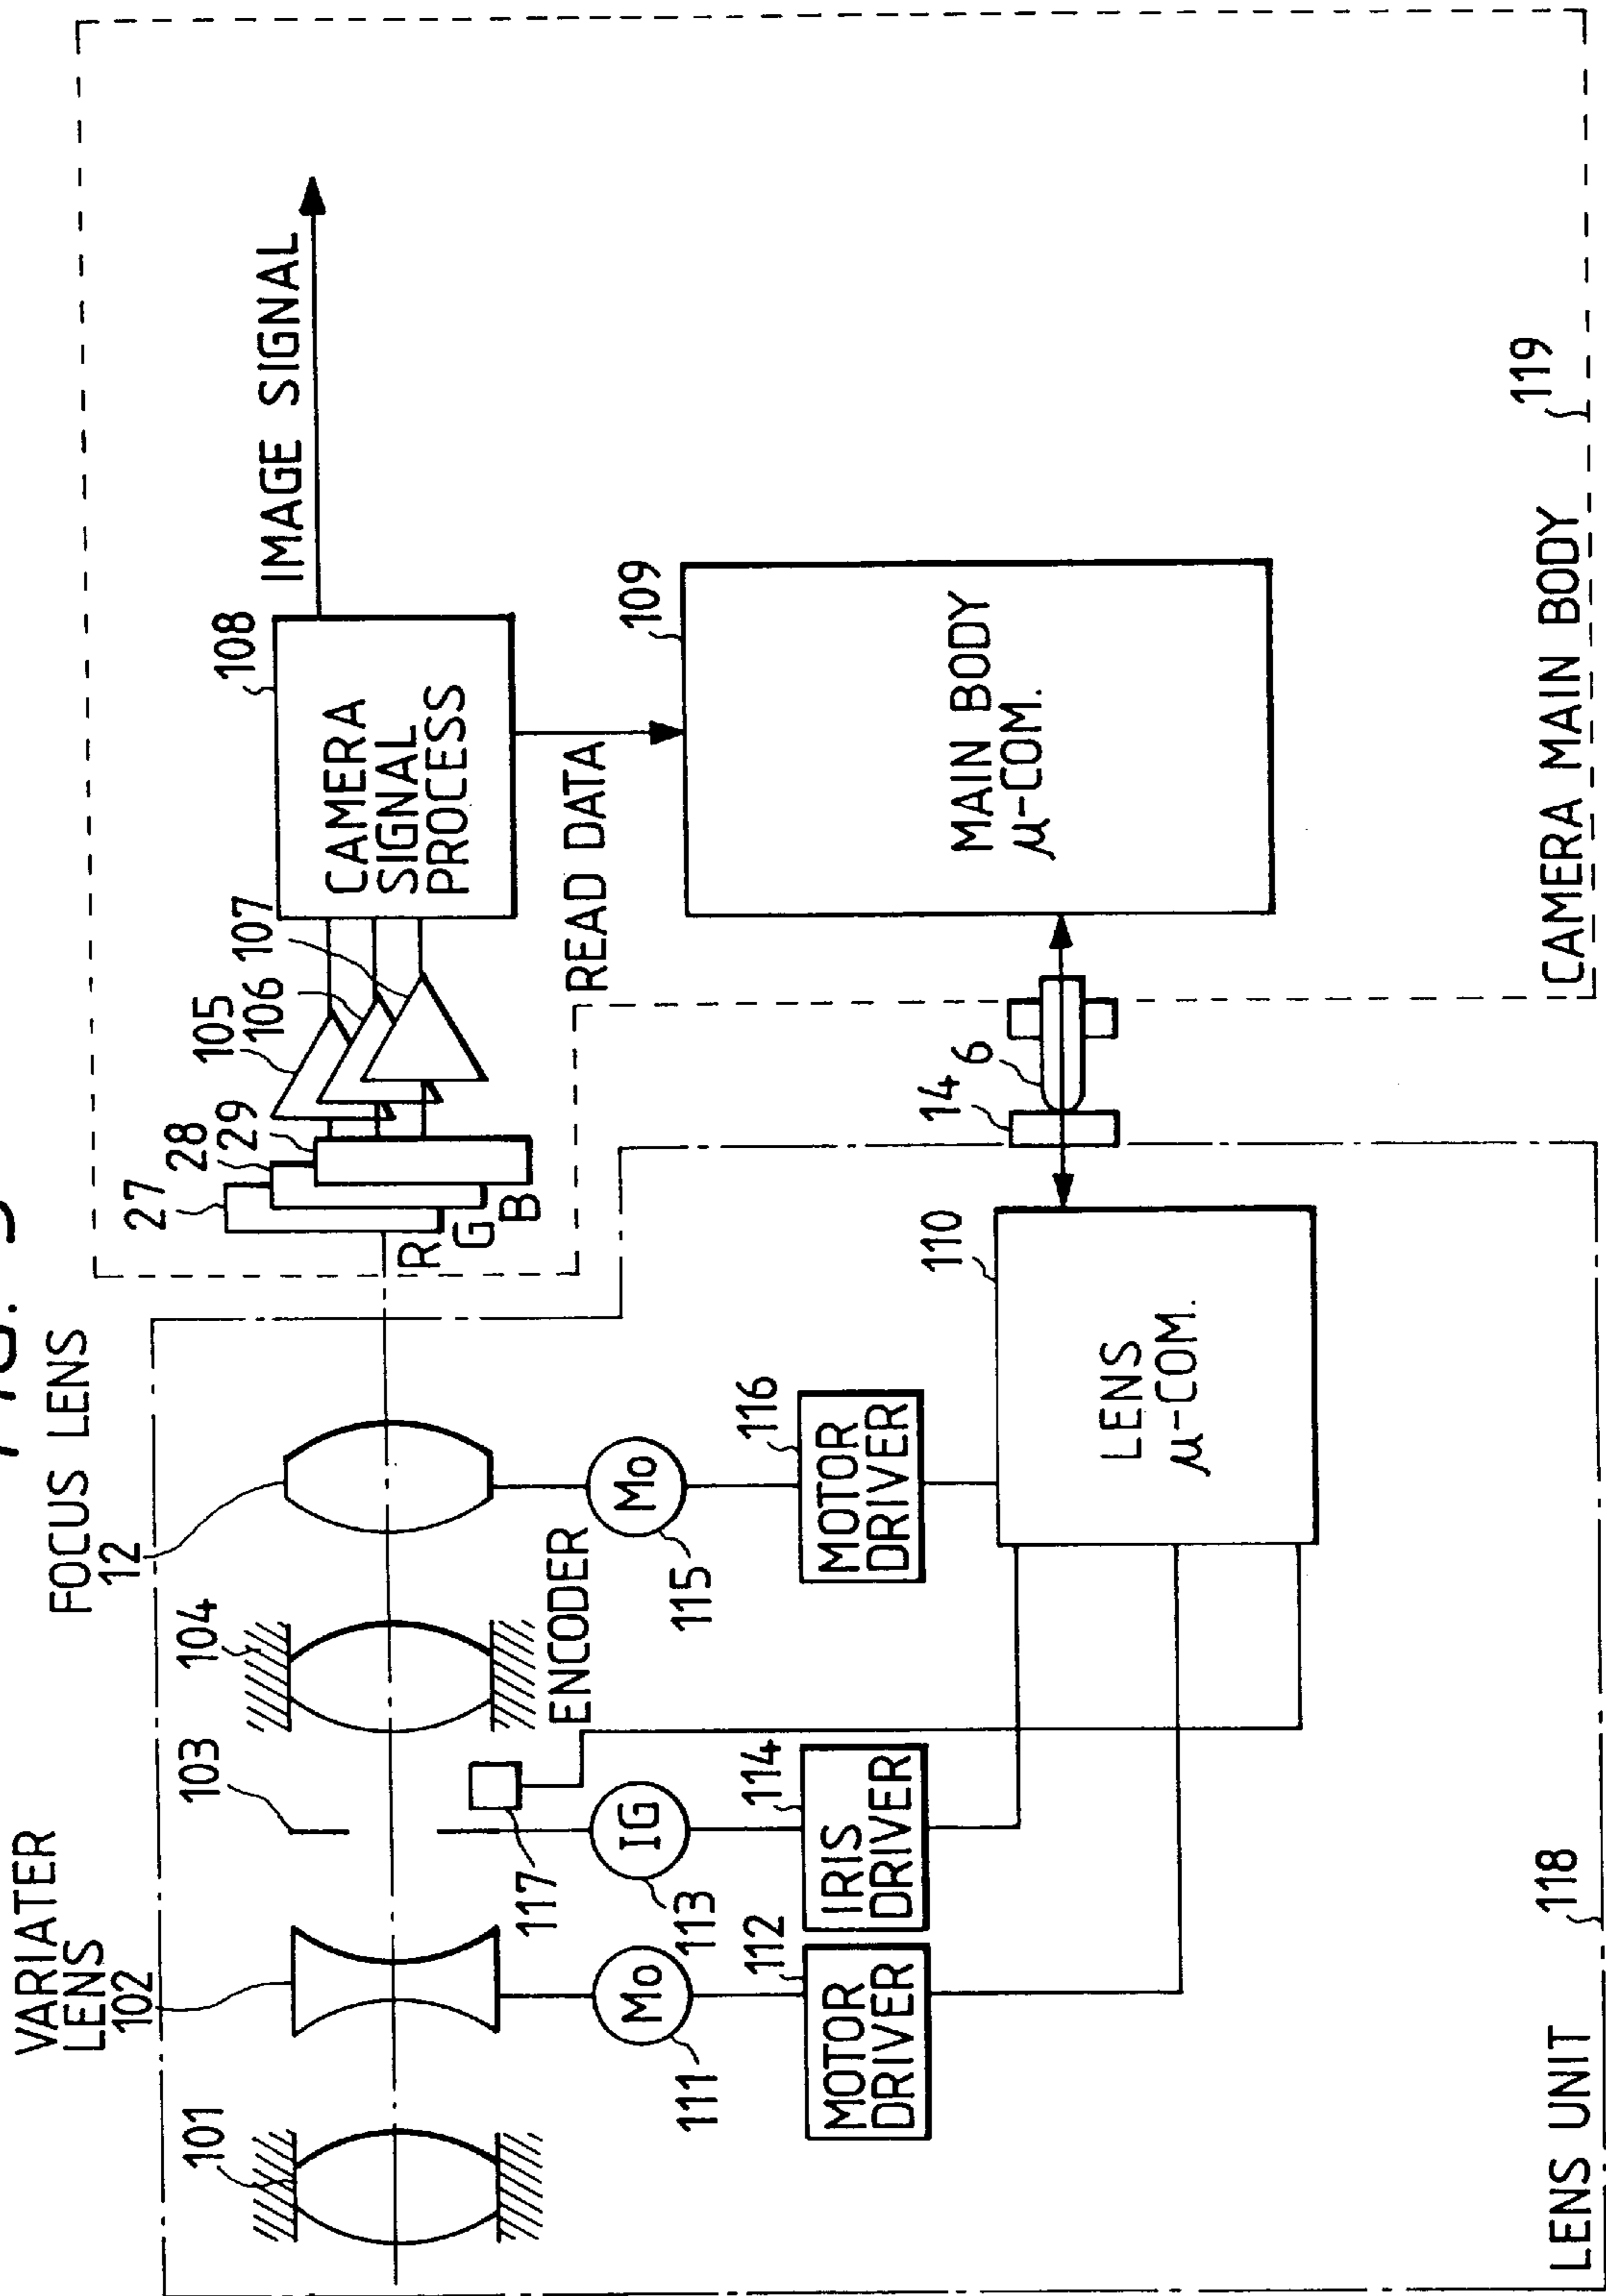 FOCUS LENS
12
VARIATER
LENS
102
101
103
104
27
28
29
R
G
B
105
106
107
108
CAMERA
SIGNAL
PROCESS
IMAGE SIGNAL
READ DATA
109
MAIN BODY
μ-COM.
ENCODER
117
Mo
111
IG
113
Mo
115
MOTOR
DRIVER
112
IRIS
DRIVER
114
MOTOR
DRIVER
116
LENS
μ-COM.
110
14
6
LENS UNIT
118
CAMERA MAIN BODY
119